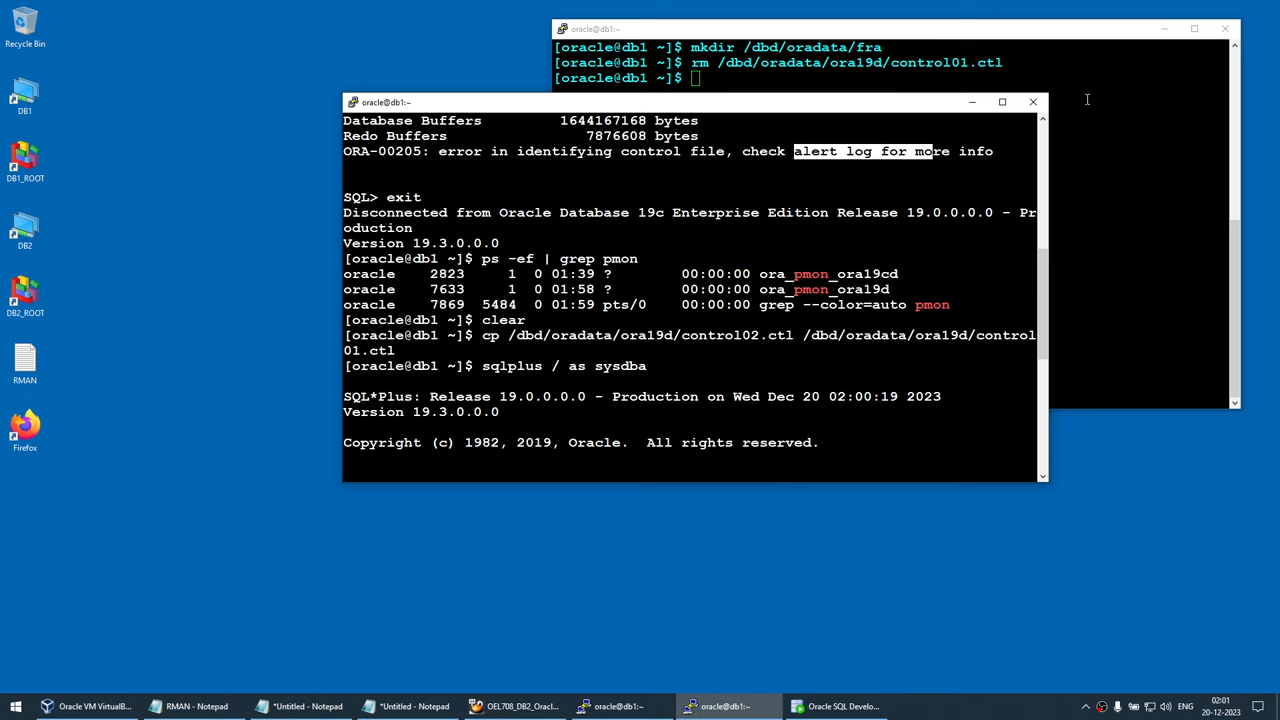 Recycle Bin
DB1
DB1_ROOT
DB2
DB2_ROOT
RMAN
Firefox
oracle@db1:~
[oracle@db1 ~]$ mkdir /dbd/oradata/fra
[oracle@db1 ~]$ rm /dbd/oradata/ora19d/control01.ctl
[oracle@db1 ~]$
oracle@db1:~
Database Buffers 1644167168 bytes
Redo Buffers 7876608 bytes
ORA-00205: error in identifying control file, check alert log for more info
SQL> exit
Disconnected from Oracle Database 19c Enterprise Edition Release 19.0.0.0.0 - Pr
oduction
Version 19.3.0.0.0
[oracle@db1 ~]$ ps -ef | grep pmon
oracle 2823 1 0 01:39 ? 00:00:00 ora_pmon_ora19cd
oracle 7633 1 0 01:58 ? 00:00:00 ora_pmon_ora19d
oracle 7869 5484 0 01:59 pts/0 00:00:00 grep --color=auto pmon
[oracle@db1 ~]$ clear
[oracle@db1 ~]$ cp /dbd/oradata/ora19d/control02.ctl /dbd/oradata/ora19d/control
01.ctl
[oracle@db1 ~]$ sqlplus / as sysdba
SQL*Plus: Release 19.0.0.0.0 - Production on Wed Dec 20 02:00:19 2023
Version 19.3.0.0.0
Copyright (c) 1982, 2019, Oracle. All rights reserved.
Oracle VM VirtualB...
RMAN - Notepad
*Untitled - Notepad
*Untitled - Notepad
OEL708_DB2_Oracl...
oracle@db1:~
oracle@db1:~
Oracle SQL Develo...
ENG
02:01
20-12-2023